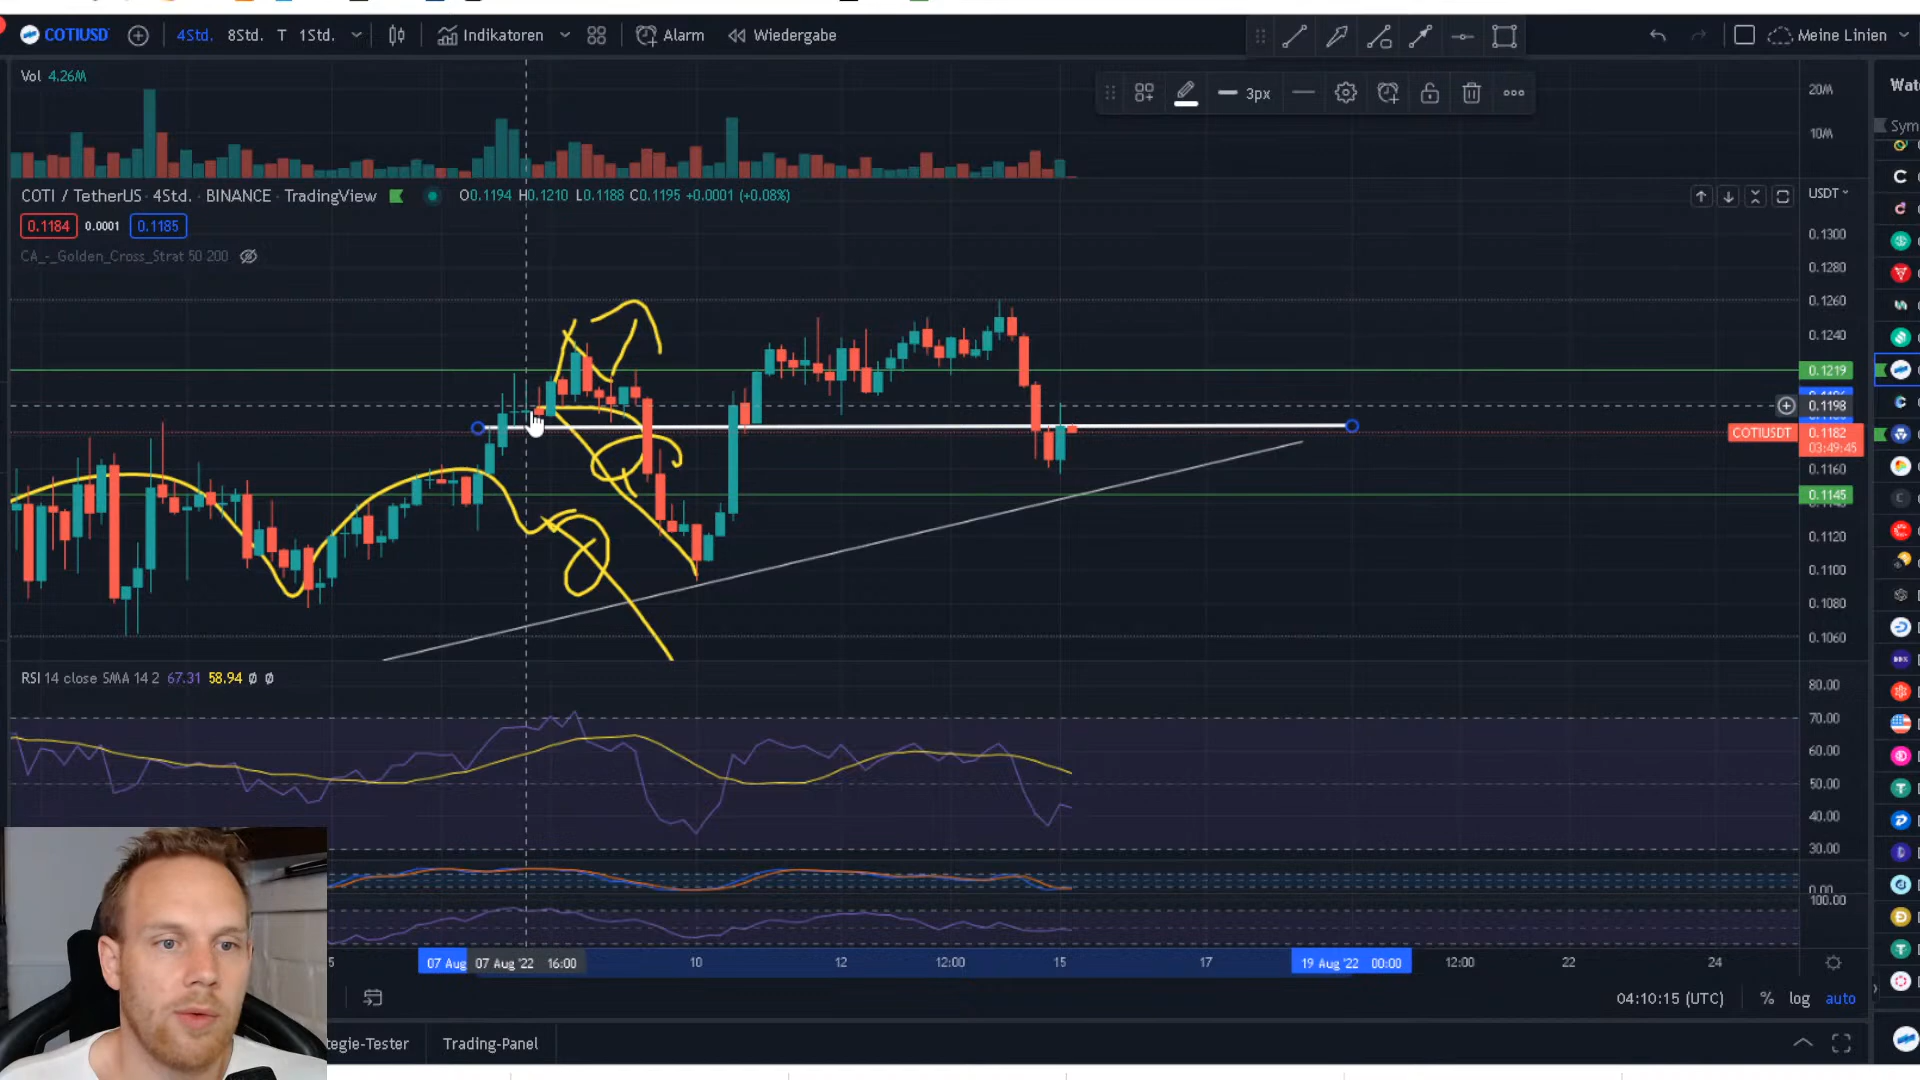 COTIUSD 4Std. 8Std. T 1Std. Indikatoren Alarm Wiedergabe Meine Linien
Vol 4.26M
3px
20M
10M
Wat
Sym
COTI / TetherUS · 4Std. · BINANCE · TradingView O0.1194 H0.1210 L0.1188 C0.1195 +0.0001 (+0.08%)
USDT
0.1184 0.0001 0.1185
CA_-_Golden_Cross_Strat 50 200
0.1300
0.1280
0.1260
0.1240
0.1219
0.1198
COTIUSDT 0.1182
03:49:45
0.1160
0.1145
0.1120
0.1100
0.1080
0.1060
RSI 14 close SMA 14 2 67.31 58.94 Ø Ø
80.00
70.00
60.00
50.00
40.00
30.00
0.00
100.00
5 07 Aug 07 Aug '22 16:00 10 12 12:00 15 17 19 Aug '22 00:00 12:00 22 24
04:10:15 (UTC) % log auto
tegie-Tester Trading-Panel